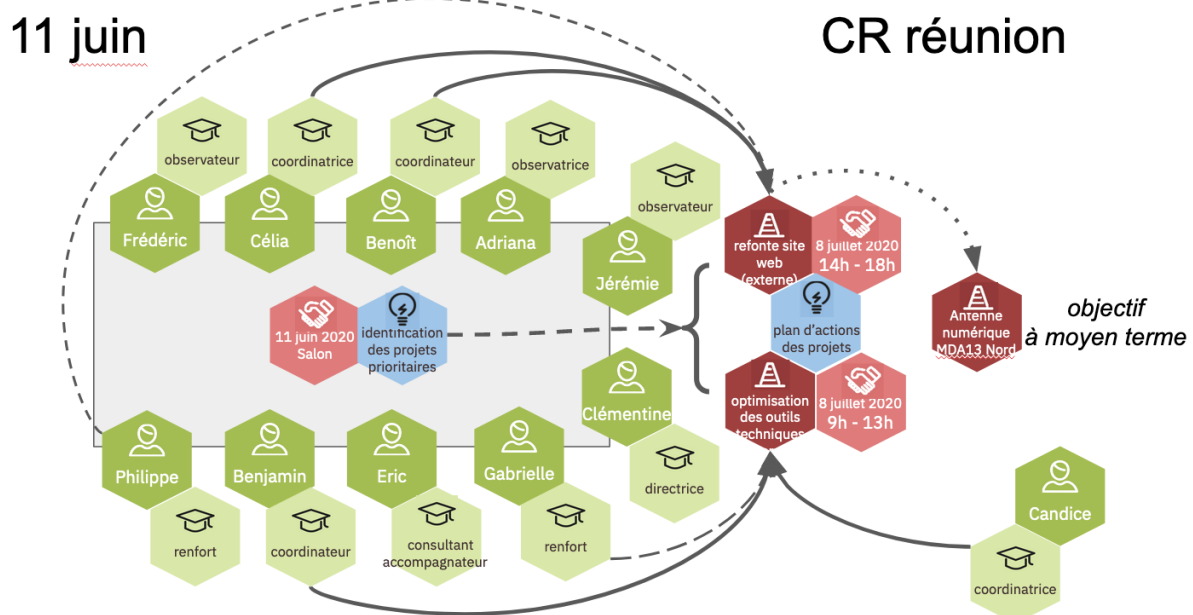 11 juin
CR réunion
observateur
coordinatrice
coordinateur
observatrice
observateur
Frédéric
Célia
Benoît
Adriana
Jérémie
refonte site
web
(externe)
8 juillet 2020
14h - 18h
11 juin 2020
Salon
identification
des projets
prioritaires
plan d'actions
des projets
Antenne
numérique
MDA13 Nord
objectif
à moyen terme
Clémentine
optimisation
des outils
techniques
8 juillet 2020
9h - 13h
Philippe
Benjamin
Eric
Gabrielle
directrice
Candice
renfort
coordinateur
consultant
accompagnateur
renfort
coordinatrice